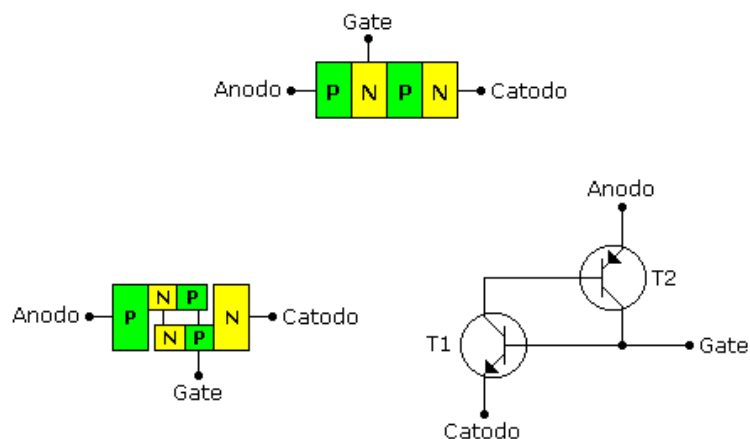 Gate
Anodo P N P N Catodo
Anodo
N P
Anodo P N Catodo
N P
Gate
T2
T1
Gate
Catodo